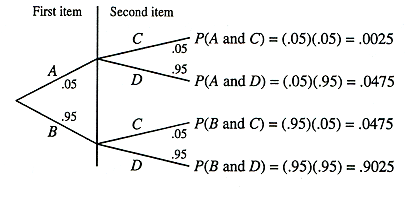 First item Second item
C
.05
P(A and C) = (.05)(.05) = .0025
A
.05
.95
D
P(A and D) = (.05)(.95) = .0475
.95
B
C
.05
P(B and C) = (.95)(.05) = .0475
.95
D
P(B and D) = (.95)(.95) = .9025